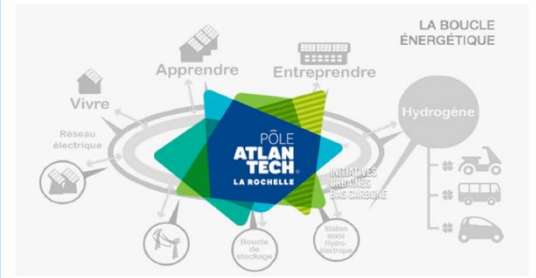 LA BOUCLE
ÉNERGÉTIQUE
Apprendre
Entreprendre
Vivre
Hydrogène
Réseau
électrique
PÔLE
ATLAN
TECH
LA ROCHELLE
INITIATIVES
URBAINES
BAS CARBONE
Boucle
de
stockage
Station
mixte
Hydro
électrique